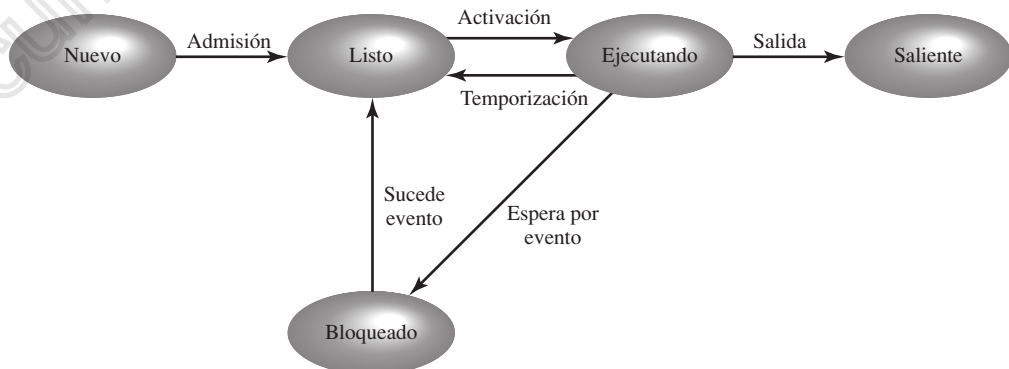 Nuevo
Admisión
Listo
Activación
Temporización
Ejecutando
Salida
Saliente
Sucede
evento
Espera por
evento
Bloqueado